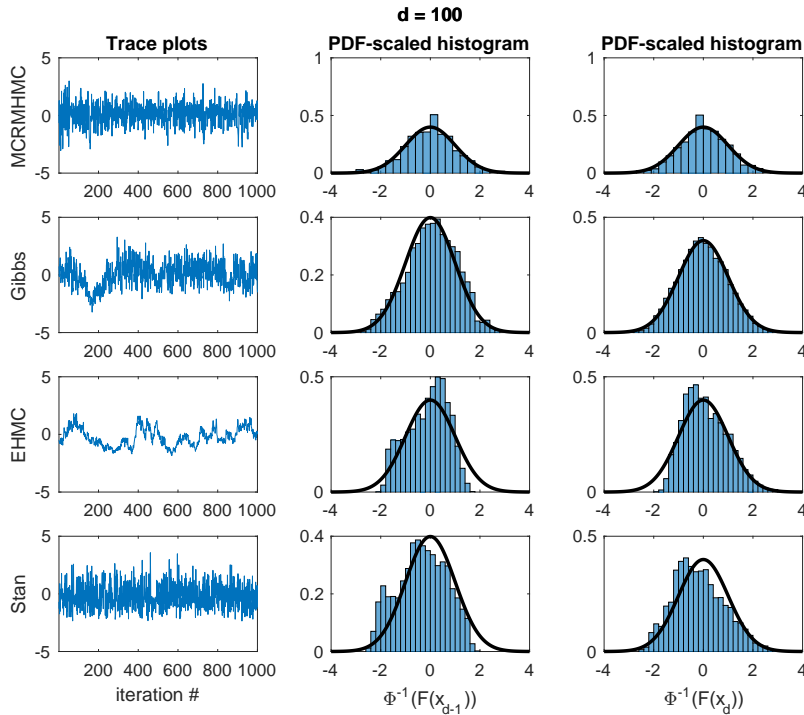 d = 100
Trace plots
PDF-scaled histogram
PDF-scaled histogram
MCRMHMC
5
0
-5
200 400 600 800 1000
1
0.5
0
-4 -2 0 2 4
1
0.5
0
-4 -2 0 2 4
Gibbs
5
0
-5
200 400 600 800 1000
0.4
0.2
0
-4 -2 0 2 4
0.5
0
-4 -2 0 2 4
EHMC
5
0
-5
200 400 600 800 1000
0.5
0
-4 -2 0 2 4
0.5
0
-4 -2 0 2 4
Stan
5
0
-5
200 400 600 800 1000
iteration #
0.4
0.2
0
-4 -2 0 2 4
Φ⁻¹(F(x_{d-1}))
0.5
0
-4 -2 0 2 4
Φ⁻¹(F(x_d))